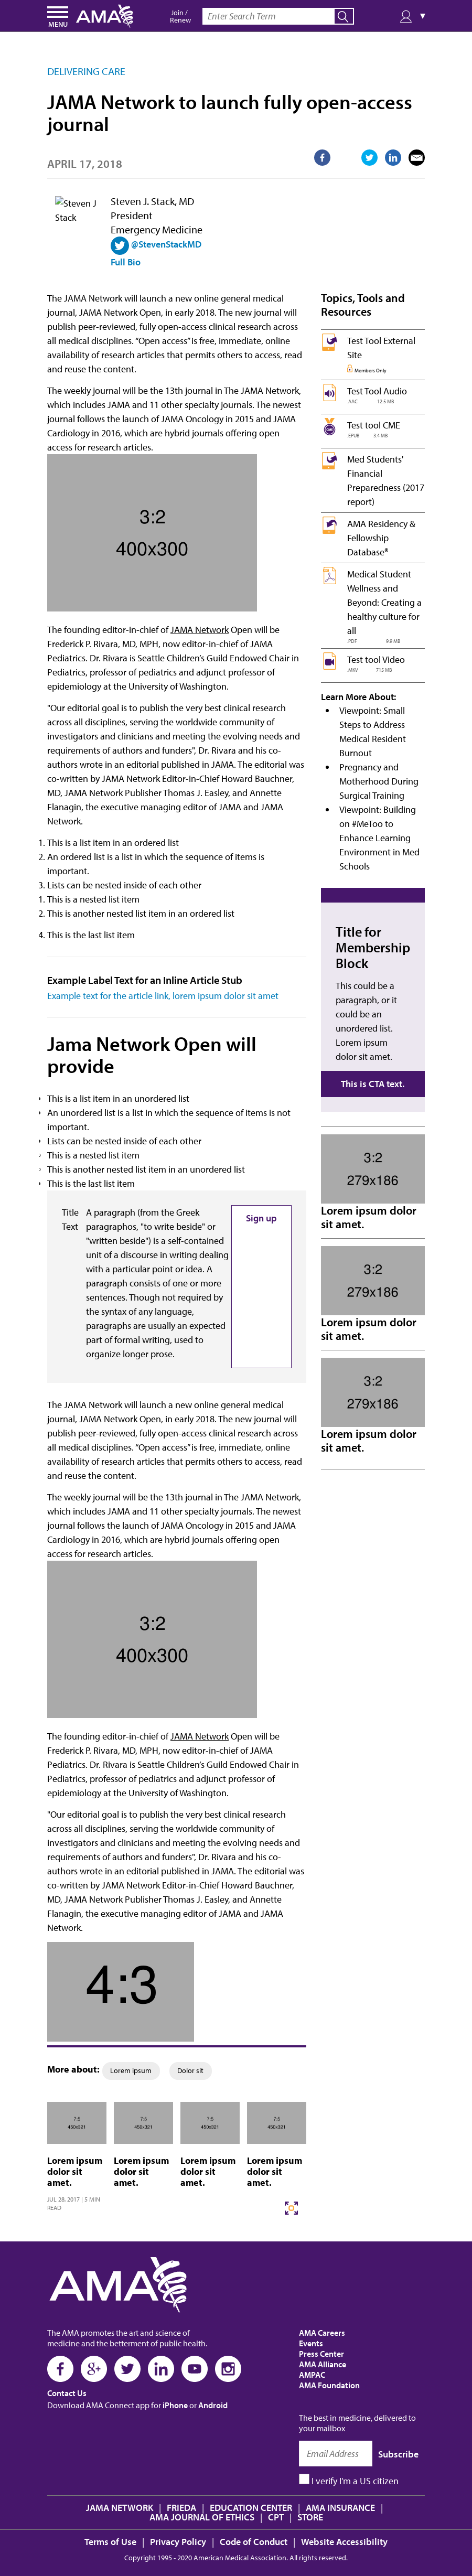 MENU
AMA
Join /
Renew
Enter Search Term
▼
DELIVERING CARE
JAMA Network to launch fully open-access
journal
APRIL 17, 2018
Steven J
Stack
Steven J. Stack, MD
President
Emergency Medicine
@StevenStackMD
Full Bio
The JAMA Network will launch a new online general medical
journal, JAMA Network Open, in early 2018. The new journal will
publish peer-reviewed, fully open-access clinical research across
all medical disciplines. “Open access” is free, immediate, online
availability of research articles that permits others to access, read
and reuse the content.
The weekly journal will be the 13th journal in The JAMA Network,
which includes JAMA and 11 other specialty journals. The newest
journal follows the launch of JAMA Oncology in 2015 and JAMA
Cardiology in 2016, which are hybrid journals offering open
access for research articles.
3:2
400x300
The founding editor-in-chief of JAMA Network Open will be
Frederick P. Rivara, MD, MPH, now editor-in-chief of JAMA
Pediatrics. Dr. Rivara is Seattle Children’s Guild Endowed Chair in
Pediatrics, professor of pediatrics and adjunct professor of
epidemiology at the University of Washington.
"Our editorial goal is to publish the very best clinical research
across all disciplines, serving the worldwide community of
investigators and clinicians and meeting the evolving needs and
requirements of authors and funders", Dr. Rivara and his co-
authors wrote in an editorial published in JAMA. The editorial was
co-written by JAMA Network Editor-in-Chief Howard Bauchner,
MD, JAMA Network Publisher Thomas J. Easley, and Annette
Flanagin, the executive managing editor of JAMA and JAMA
Network.
1. This is a list item in an ordered list
2. An ordered list is a list in which the sequence of items is
important.
3. Lists can be nested inside of each other
1. This is a nested list item
2. This is another nested list item in an ordered list
4. This is the last list item
Example Label Text for an Inline Article Stub
Example text for the article link, lorem ipsum dolor sit amet
Jama Network Open will
provide
This is a list item in an unordered list
An unordered list is a list in which the sequence of items is not
important.
Lists can be nested inside of each other
This is a nested list item
This is another nested list item in an unordered list
This is the last list item
Title
Text
A paragraph (from the Greek
paragraphos, "to write beside" or
"written beside") is a self-contained
unit of a discourse in writing dealing
with a particular point or idea. A
paragraph consists of one or more
sentences. Though not required by
the syntax of any language,
paragraphs are usually an expected
part of formal writing, used to
organize longer prose.
Sign up
The JAMA Network will launch a new online general medical
journal, JAMA Network Open, in early 2018. The new journal will
publish peer-reviewed, fully open-access clinical research across
all medical disciplines. “Open access” is free, immediate, online
availability of research articles that permits others to access, read
and reuse the content.
The weekly journal will be the 13th journal in The JAMA Network,
which includes JAMA and 11 other specialty journals. The newest
journal follows the launch of JAMA Oncology in 2015 and JAMA
Cardiology in 2016, which are hybrid journals offering open
access for research articles.
3:2
400x300
The founding editor-in-chief of JAMA Network Open will be
Frederick P. Rivara, MD, MPH, now editor-in-chief of JAMA
Pediatrics. Dr. Rivara is Seattle Children’s Guild Endowed Chair in
Pediatrics, professor of pediatrics and adjunct professor of
epidemiology at the University of Washington.
"Our editorial goal is to publish the very best clinical research
across all disciplines, serving the worldwide community of
investigators and clinicians and meeting the evolving needs and
requirements of authors and funders", Dr. Rivara and his co-
authors wrote in an editorial published in JAMA. The editorial was
co-written by JAMA Network Editor-in-Chief Howard Bauchner,
MD, JAMA Network Publisher Thomas J. Easley, and Annette
Flanagin, the executive managing editor of JAMA and JAMA
Network.
4:3
More about: Lorem ipsum Dolor sit
7:5
450x321
Lorem ipsum
dolor sit
amet.
JUL 28, 2017 | 5 MIN
READ
7:5
450x321
Lorem ipsum
dolor sit
amet.
7:5
450x321
Lorem ipsum
dolor sit
amet.
7:5
450x321
Lorem ipsum
dolor sit
amet.
Topics, Tools and
Resources
Test Tool External
Site
Members Only
Test Tool Audio
.AAC 12.5 MB
Test tool CME
.EPUB 3.4 MB
Med Students'
Financial
Preparedness (2017
report)
AMA Residency &
Fellowship
Database®
Medical Student
Wellness and
Beyond: Creating a
healthy culture for
all
.PDF 9.9 MB
Test tool Video
.MKV 715 MB
Learn More About:
Viewpoint: Small
Steps to Address
Medical Resident
Burnout
Pregnancy and
Motherhood During
Surgical Training
Viewpoint: Building
on #MeToo to
Enhance Learning
Environment in Med
Schools
Title for
Membership
Block
This could be a
paragraph, or it
could be an
unordered list.
Lorem ipsum
dolor sit amet.
This is CTA text.
3:2
279x186
Lorem ipsum dolor
sit amet.
3:2
279x186
Lorem ipsum dolor
sit amet.
3:2
279x186
Lorem ipsum dolor
sit amet.
AMA
The AMA promotes the art and science of
medicine and the betterment of public health.
Contact Us
Download AMA Connect app for iPhone or Android
AMA Careers
Events
Press Center
AMA Alliance
AMPAC
AMA Foundation
The best in medicine, delivered to
your mailbox
Email Address Subscribe
I verify I'm a US citizen
JAMA NETWORK | FRIEDA | EDUCATION CENTER | AMA INSURANCE |
AMA JOURNAL OF ETHICS | CPT | STORE
Terms of Use | Privacy Policy | Code of Conduct | Website Accessibility
Copyright 1995 - 2020 American Medical Association. All rights reserved.